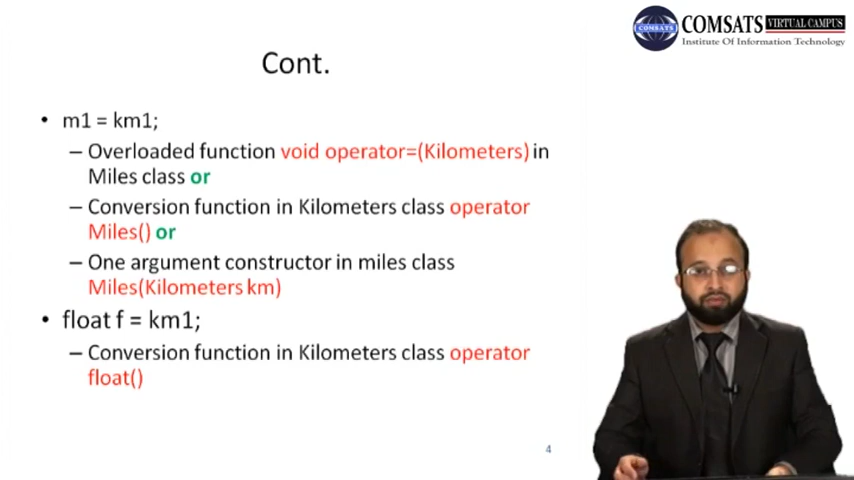 COMSATS VIRTUAL CAMPUS
COMSATS
Institute Of Information Technology
Cont.
• m1 = km1;
– Overloaded function void operator=(Kilometers) in
Miles class or
– Conversion function in Kilometers class operator
Miles() or
– One argument constructor in miles class
Miles(Kilometers km)
• float f = km1;
– Conversion function in Kilometers class operator
float()
4